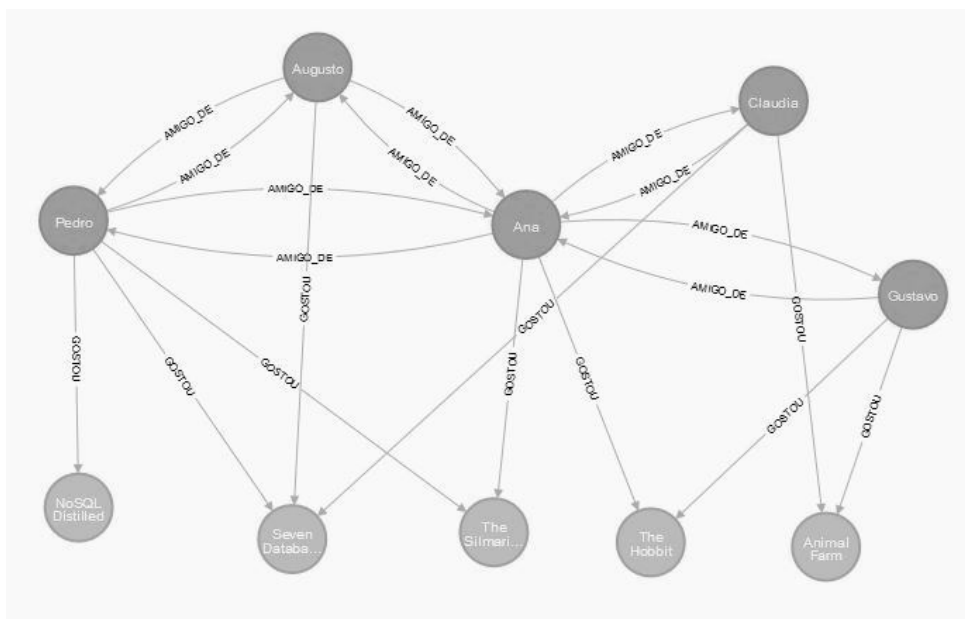 Augusto
Claudia
AMIGO_DE
AMIGO_DE
AMIGO_DE
AMIGO_DE
AMIGO_DE
AMIGO_DE
AMIGO_DE
Pedro
Ana
AMIGO_DE
AMIGO_DE
AMIGO_DE
Gustavo
GOSTOU
GOSTOU
GOSTOU
GOSTOU
GOSTOU
GOSTOU
GOSTOU
GOSTOU
GOSTOU
GOSTOU
NoSQL
Distilled
Seven
Databa...
The
Silmari...
The
Hobbit
Animal
Farm